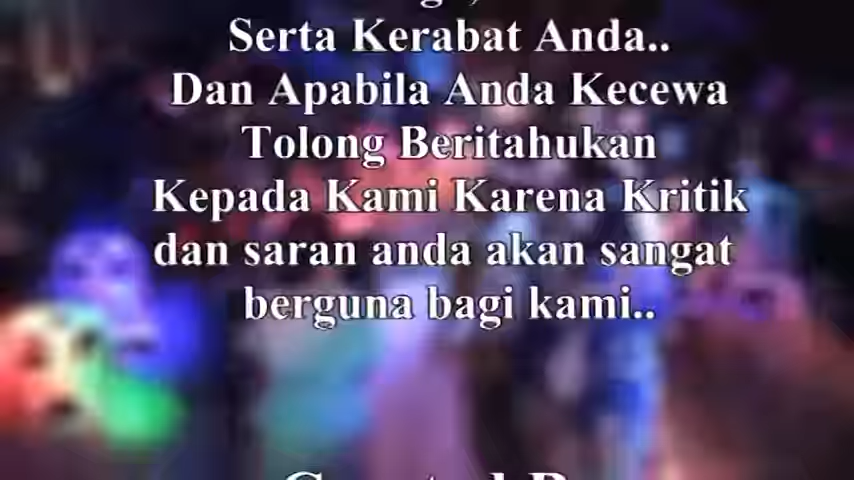 Serta Kerabat Anda..
Dan Apabila Anda Kecewa
Tolong Beritahukan
Kepada Kami Karena Kritik
dan saran anda akan sangat
berguna bagi kami..